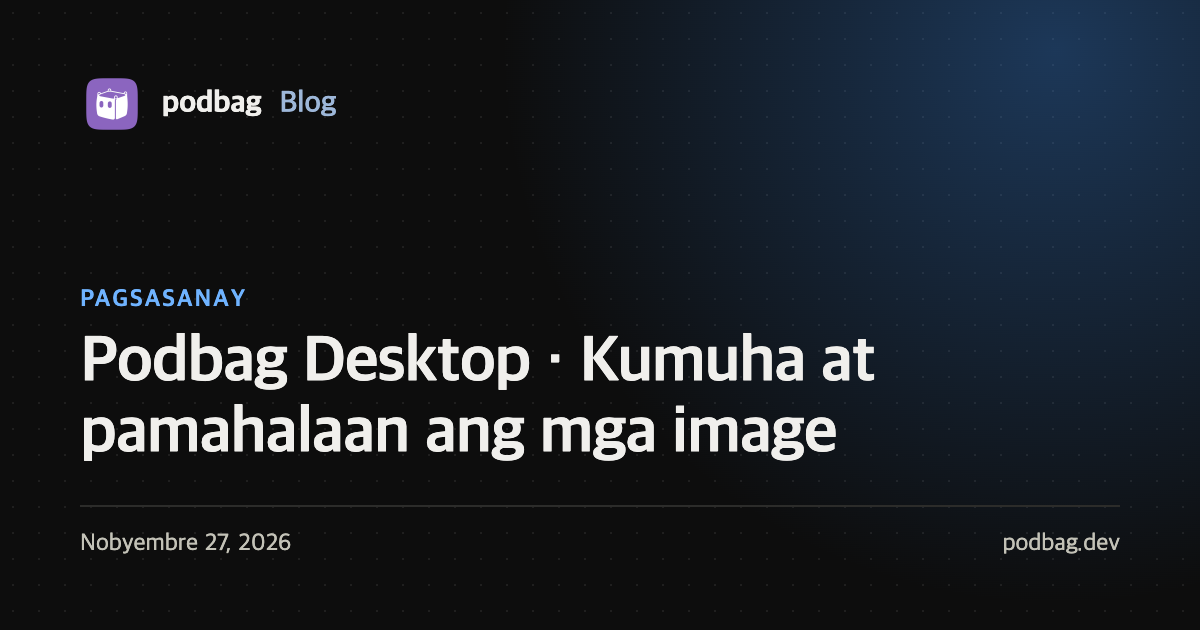 podbag Blog
PAGSASANAY
Podbag Desktop · Kumuha at
pamahalaan ang mga image
Nobyembre 27, 2026
podbag.dev